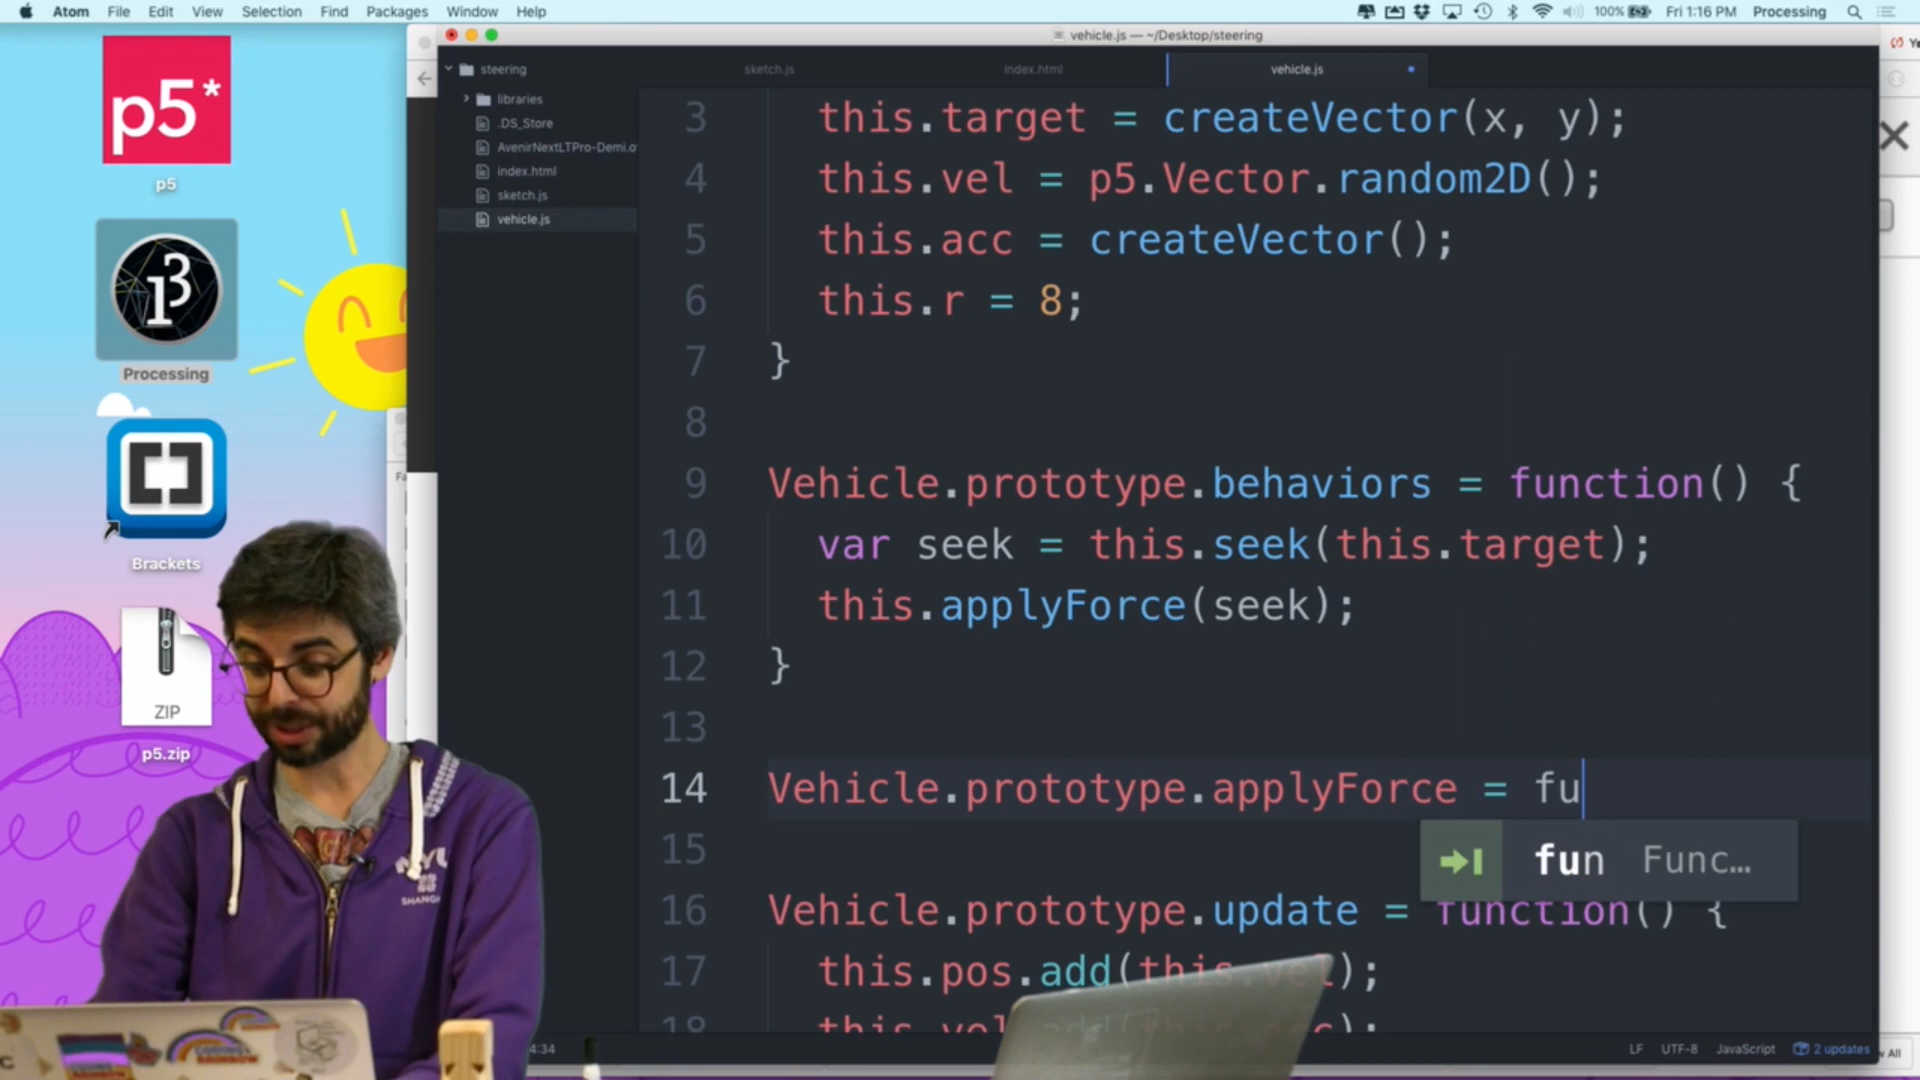 Atom File Edit View Selection Find Packages Window Help
100% Fri 1:16 PM Processing
vehicle.js — ~/Desktop/steering
steering
sketch.js
index.html
vehicle.js
libraries
.DS_Store
AvenirNextLTPro-Demi.o
index.html
sketch.js
vehicle.js
p5*
p5
3
Processing
Brackets
ZIP
p5.zip
Fa
3 this.target = createVector(x, y);
4 this.vel = p5.Vector.random2D();
5 this.acc = createVector();
6 this.r = 8;
7 }
8
9 Vehicle.prototype.behaviors = function() {
10 var seek = this.seek(this.target);
11 this.applyForce(seek);
12 }
13
14 Vehicle.prototype.applyForce = fu
fun Func…
15
16 Vehicle.prototype.update = function() {
17 this.pos.add(this.vel);
18
NYU
SHANGH
4:34
LF UTF-8 JavaScript 2 updates
All